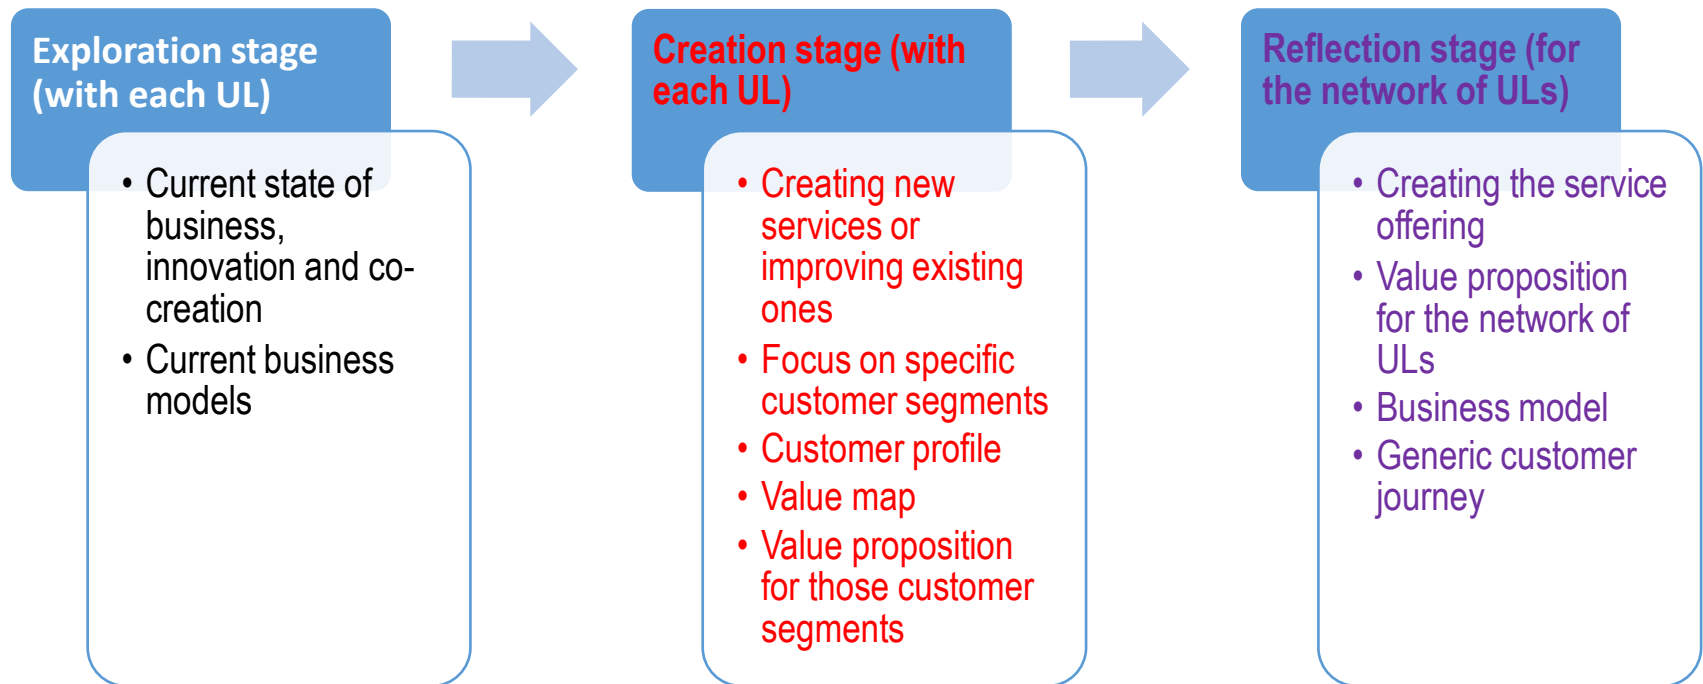 Exploration stage
(with each UL)
• Current state of
business,
innovation and co-
creation
• Current business
models
Creation stage (with
each UL)
• Creating new
services or
improving existing
ones
• Focus on specific
customer segments
• Customer profile
• Value map
• Value proposition
for those customer
segments
Reflection stage (for
the network of ULs)
• Creating the service
offering
• Value proposition
for the network of
ULs
• Business model
• Generic customer
journey